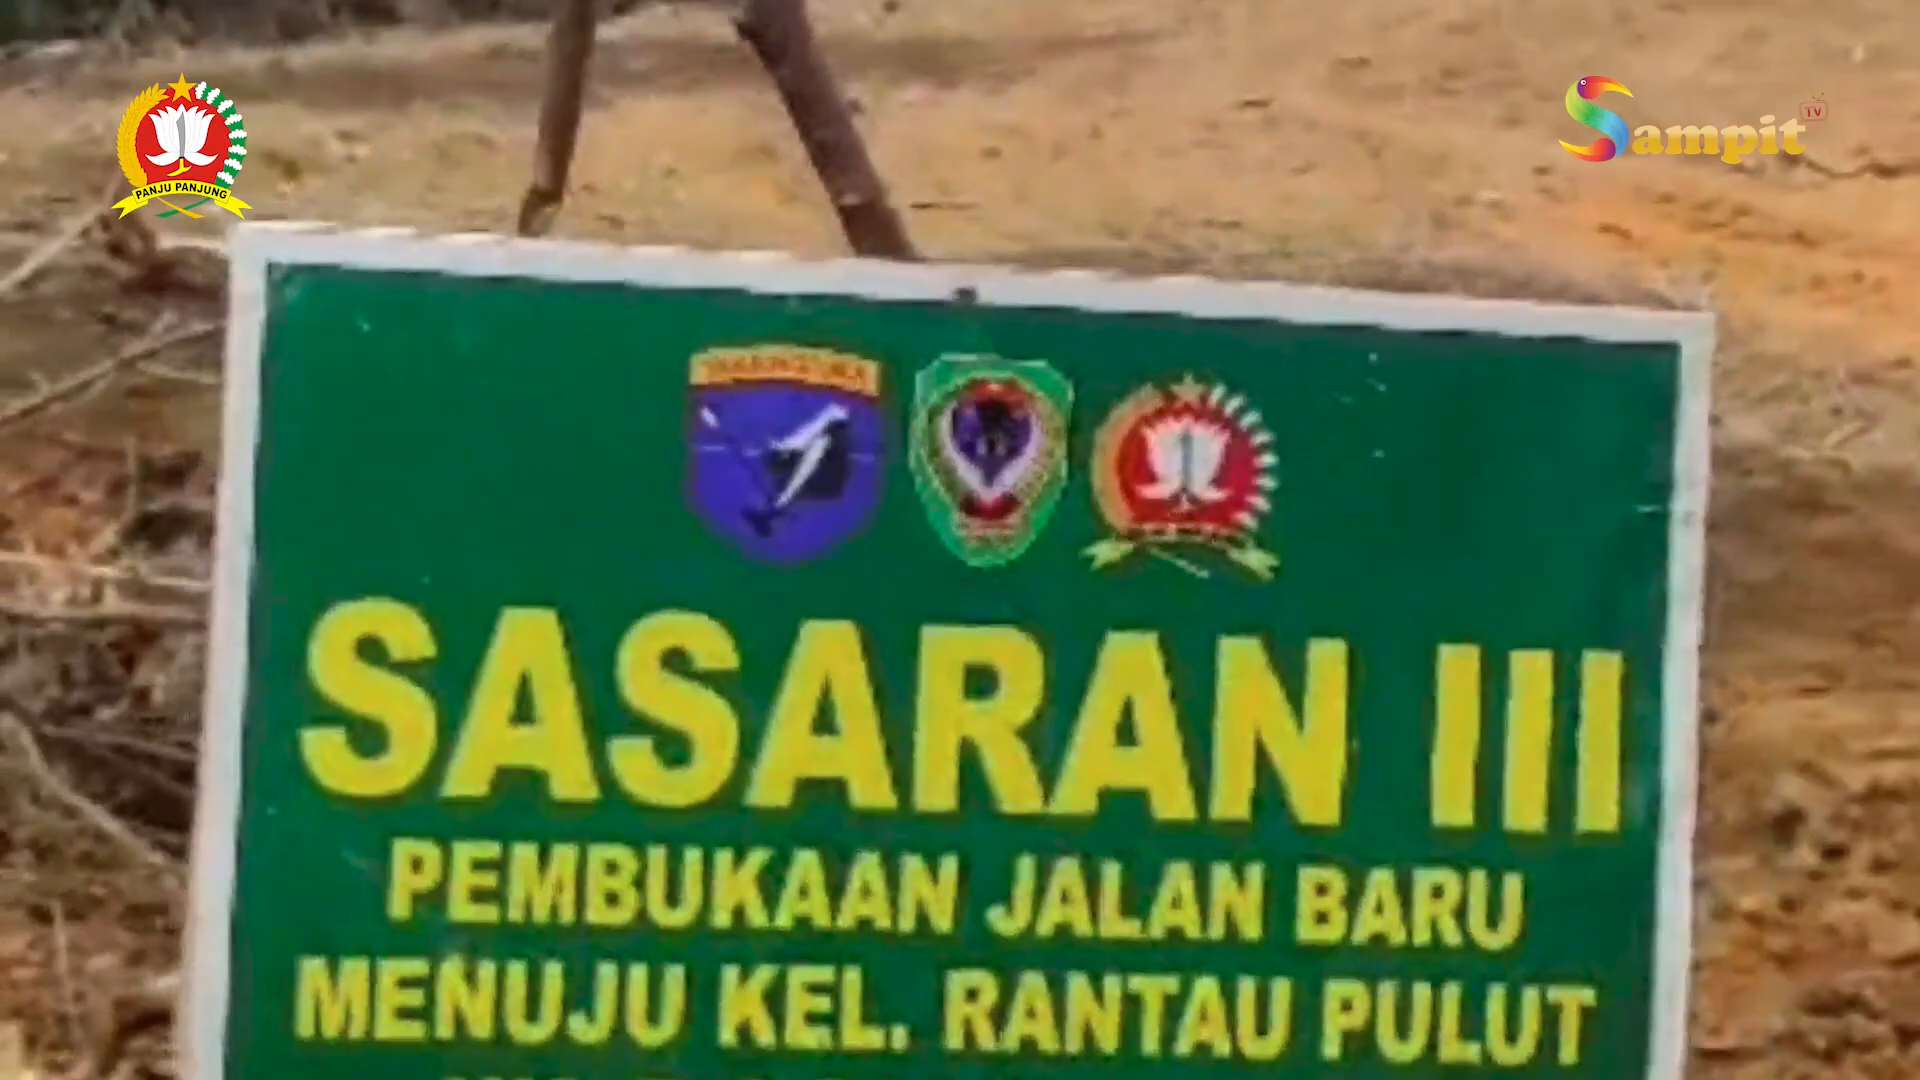 PANJU PANJUNG
Sampit TV
SASARAN III
PEMBUKAAN JALAN BARU
MENUJU KEL. RANTAU PULUT